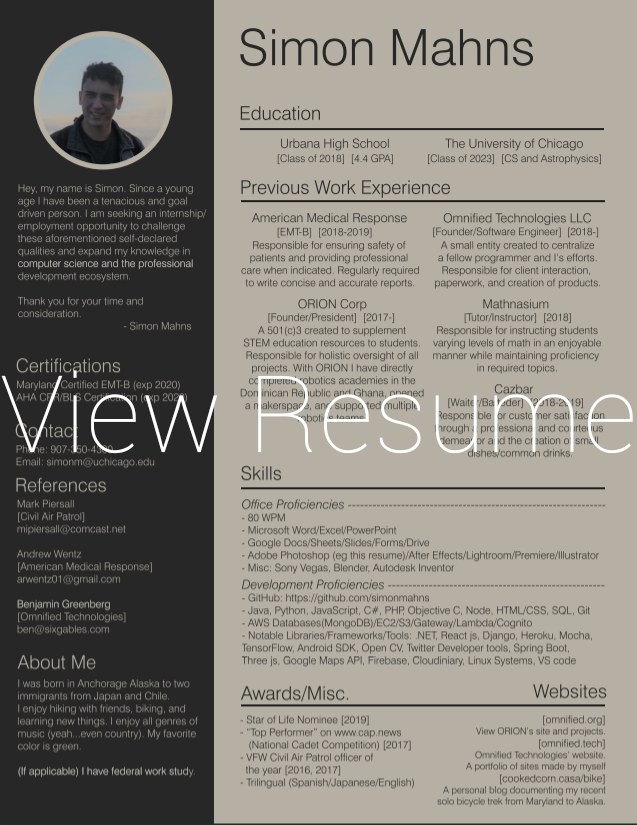 Simon Mahns
Hey, my name is Simon. Since a young
age I have been a tenacious and goal
driven person. I am seeking an internship/
employment opportunity to challenge
these aforementioned self-declared
qualities and expand my knowledge in
computer science and the professional
development ecosystem.
Thank you for your time and
consideration.
- Simon Mahns
Certifications
Maryland Certified EMT-B (exp 2020)
AHA CPR/BLS Certification (exp
Contact
Phone:
Email: simonm@uchicago.edu
References
Mark Piersall
[Civil Air Patrol]
mipiersall@comcast.net
Andrew Wentz
[American Medical Response]
arwentz01@gmail.com
Benjamin Greenberg
[Omnified Technologies]
ben@sixgables.com
About Me
I was born in Anchorage Alaska to two
immigrants from Japan and Chile.
I enjoy hiking with friends, biking, and
learning new things. I enjoy all genres of
music (yeah...even country). My favorite
color is green.
(If applicable) I have federal work study.
Education
Urbana High School
[Class of 2018] [4.4 GPA]
The University of Chicago
[Class of 2023] [CS and Astrophysics]
Previous Work Experience
American Medical Response
[EMT-B] [2018-2019]
Responsible for ensuring safety of
patients and providing professional
care when indicated. Regularly required
to write concise and accurate reports.
ORION Corp
[Founder/President] [2017-]
A 501(c)3 created to supplement
STEM education resources to students.
Responsible for holistic oversight of all
projects. With ORION I have directly
completed robotics academies in the
Dominican Republic and Ghana, opened
a makerspace, and supported multiple
robotics teams.
Omnified Technologies LLC
[Founder/Software Engineer] [2018-]
A small entity created to centralize
a fellow programmer and I's efforts.
Responsible for client interaction,
paperwork, and creation of products.
Mathnasium
[Tutor/Instructor] [2018]
Responsible for instructing students
varying levels of math in an enjoyable
manner while maintaining proficiency
in required topics.
Cazbar
[Waiter/Bartender] [2018-2019]
Responsible for customer satisfaction
through a professional and courteous
demeanor and the creation of small
dishes/common drinks.
View Resume
Skills
Office Proficiencies
- 80 WPM
- Microsoft Word/Excel/PowerPoint
- Google Docs/Sheets/Slides/Forms/Drive
- Adobe Photoshop (eg this resume)/After Effects/Lightroom/Premiere/Illustrator
- Misc: Sony Vegas, Blender, Autodesk Inventor
Development Proficiencies
- GitHub: https://github.com/simonmahns
- Java, Python, JavaScript, C#, PHP, Objective C, Node, HTML/CSS, SQL, Git
- AWS Databases(MongoDB)/EC2/S3/Gateway/Lambda/Cognito
- Notable Libraries/Frameworks/Tools: .NET, React js, Django, Heroku, Mocha,
TensorFlow, Android SDK, Open CV, Twitter Developer tools, Spring Boot,
Three js, Google Maps API, Firebase, Cloudiniary, Linux Systems, VS code
Awards/Misc.
- Star of Life Nominee [2019]
- "Top Performer" on www.cap.news
(National Cadet Competition) [2017]
- VFW Civil Air Patrol officer of
the year [2016, 2017]
- Trilingual (Spanish/Japanese/English)
Websites
[omnified.org]
View ORION's site and projects.
[omnified.tech]
Omnified Technologies' website.
A portfolio of sites made by myself
[cookedcorn.casa/bike]
A personal blog documenting my recent
solo bicycle trek from Maryland to Alaska.